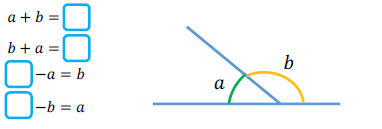 a + b = 
b + a = 
−a = b
−b = a
a
b